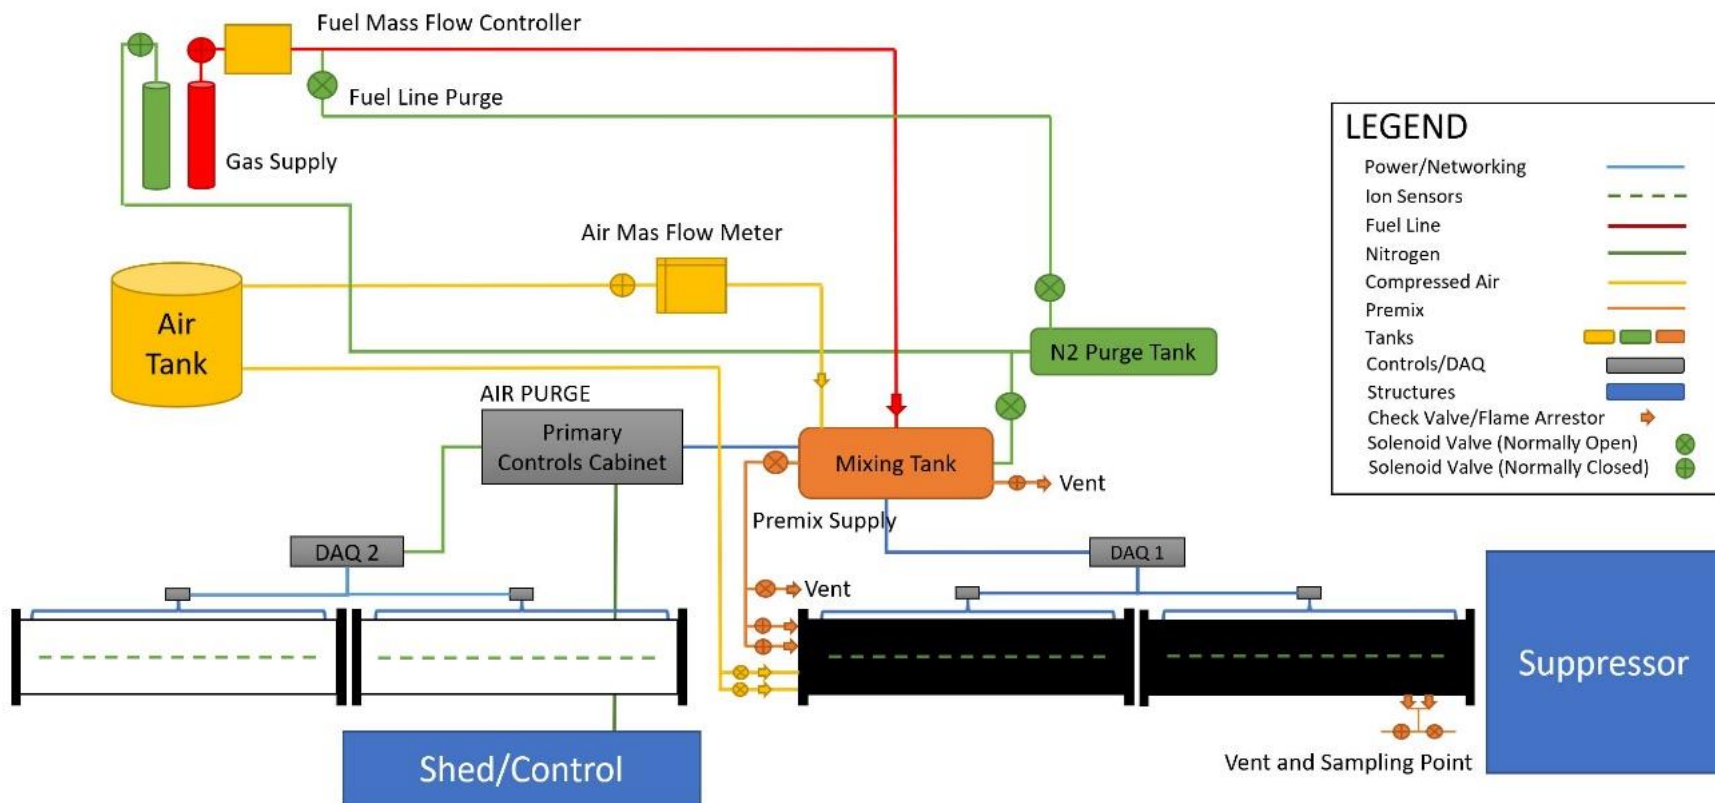 Fuel Mass Flow Controller
Fuel Line Purge
Gas Supply
Air Mas Flow Meter
Air
Tank
N2 Purge Tank
AIR PURGE
Primary
Controls Cabinet
Mixing Tank
Vent
Premix Supply
DAQ 2
DAQ 1
Vent
Suppressor
Shed/Control
Vent and Sampling Point
LEGEND
Power/Networking
Ion Sensors
Fuel Line
Nitrogen
Compressed Air
Premix
Tanks
Controls/DAQ
Structures
Check Valve/Flame Arrestor
Solenoid Valve (Normally Open)
Solenoid Valve (Normally Closed)